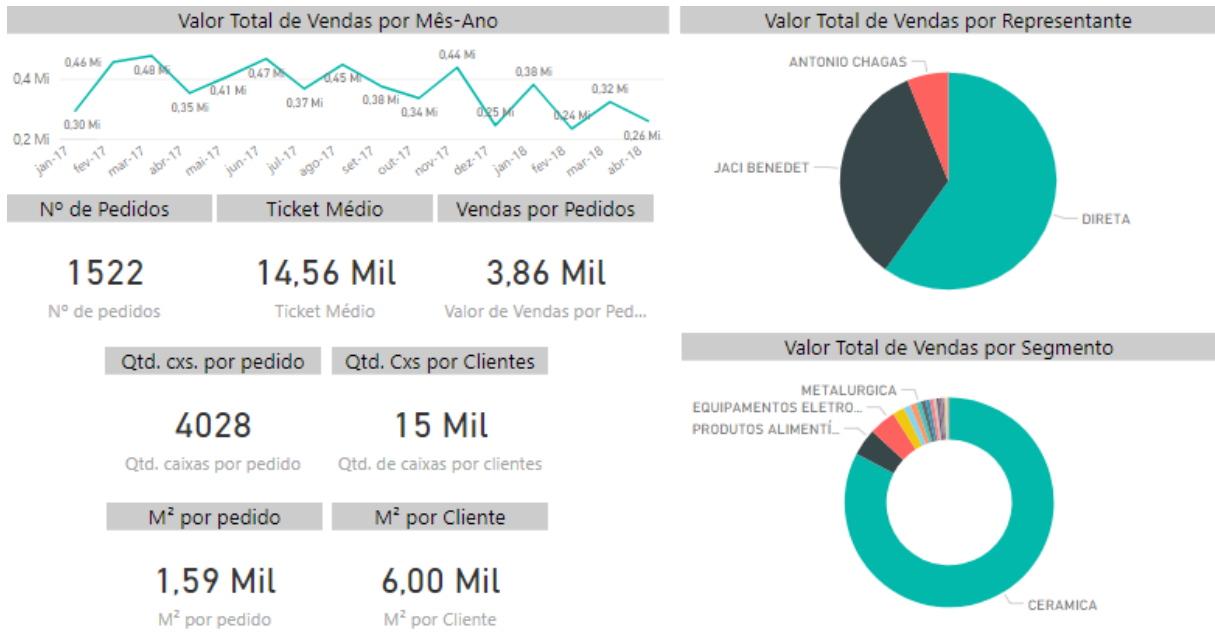 Valor Total de Vendas por Mês-Ano
0,4 Mi
0,2 Mi
0,30 Mi
0,46 Mi
0,48 Mi
0,35 Mi
0,41 Mi
0,47 Mi
0,37 Mi
0,45 Mi
0,38 Mi
0,34 Mi
0,44 Mi
0,25 Mi
0,38 Mi
0,24 Mi
0,32 Mi
0,26 Mi
jan-17
fev-17
mar-17
abr-17
mai-17
jun-17
jul-17
ago-17
set-17
out-17
nov-17
dez-17
jan-18
fev-18
mar-18
abr-18
Nº de Pedidos
1522
Nº de pedidos
Ticket Médio
14,56 Mil
Ticket Médio
Vendas por Pedidos
3,86 Mil
Valor de Vendas por Ped...
Qtd. cxs. por pedido
4028
Qtd. caixas por pedido
Qtd. Cxs por Clientes
15 Mil
Qtd. de caixas por clientes
M² por pedido
1,59 Mil
M² por pedido
M² por Cliente
6,00 Mil
M² por Cliente
Valor Total de Vendas por Representante
ANTONIO CHAGAS
JACI BENEDET
DIRETA
Valor Total de Vendas por Segmento
METALURGICA
EQUIPAMENTOS ELETRO...
PRODUTOS ALIMENTÍ...
CERAMICA